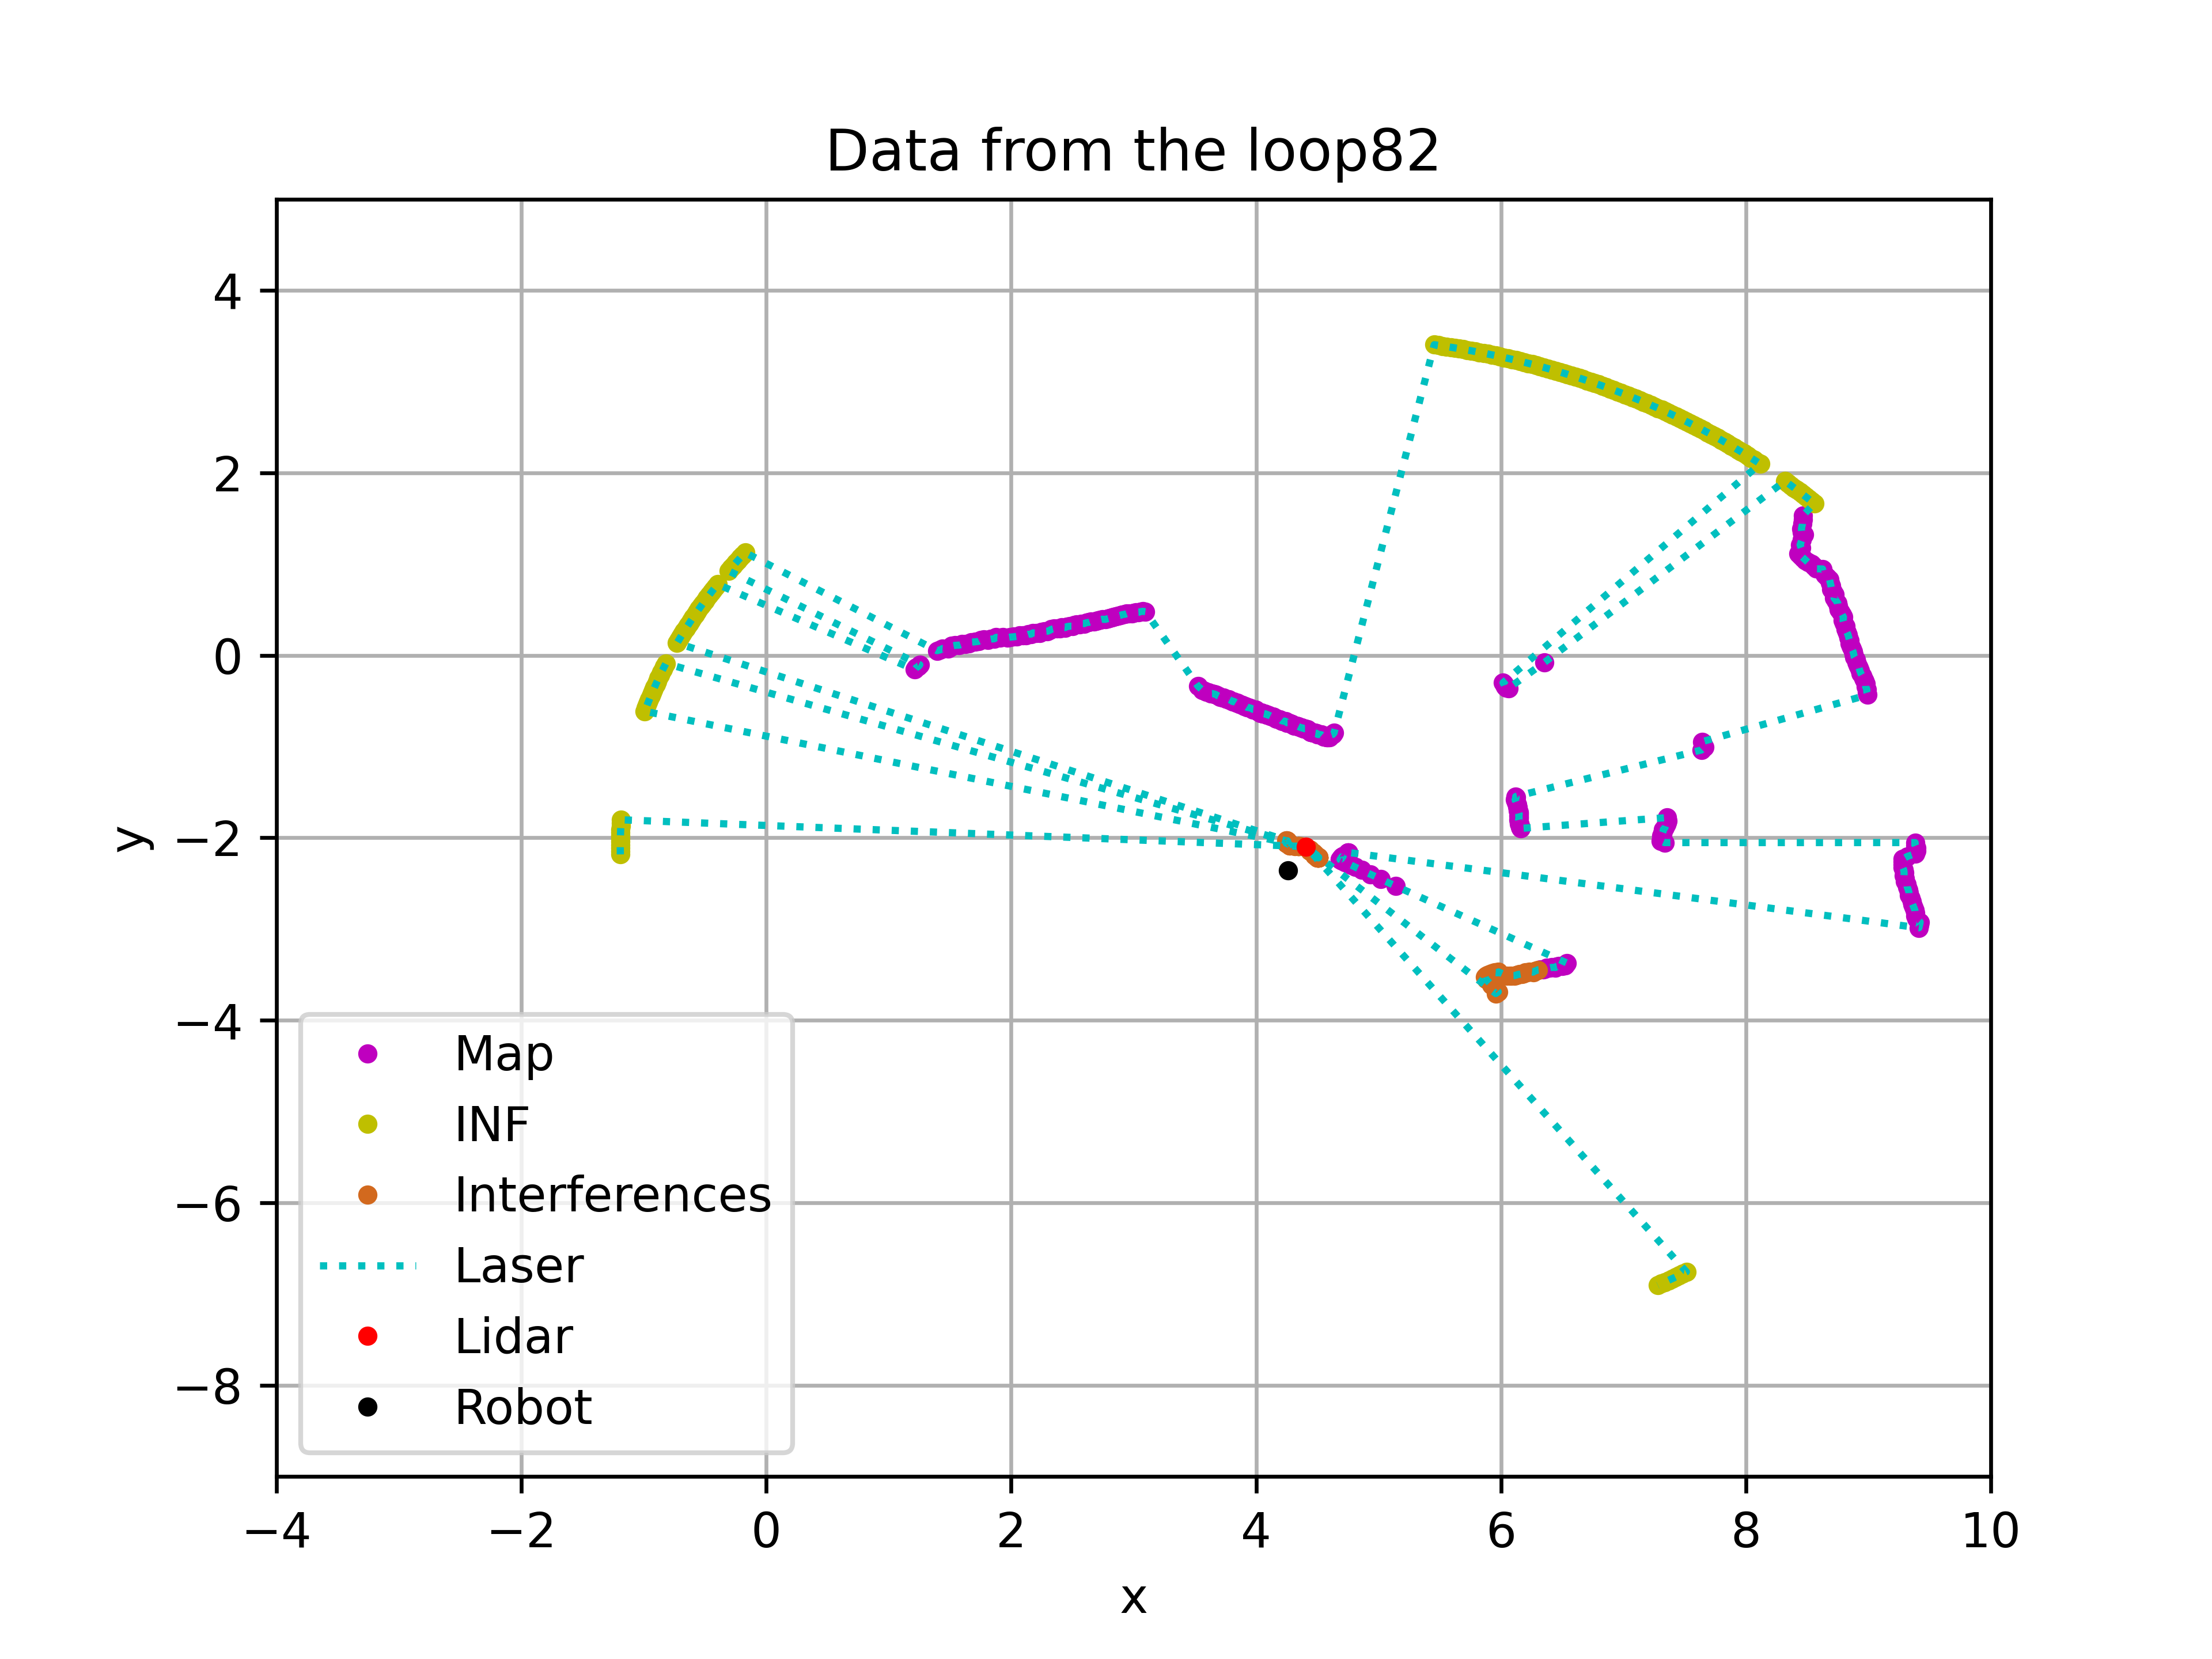 Data from the loop82
4
2
0
−2
−4
−6
−8
y
Map
INF
Interferences
Laser
Lidar
Robot
−4 −2 0 2 4 6 8 10
x